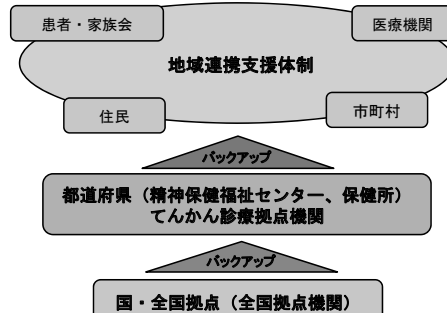 患者・家族会
医療機関
地域連携支援体制
住民
市町村
バックアップ
都道府県（精神保健福祉センター、保健所）
てんかん診療拠点機関
バックアップ
国・全国拠点（全国拠点機関）